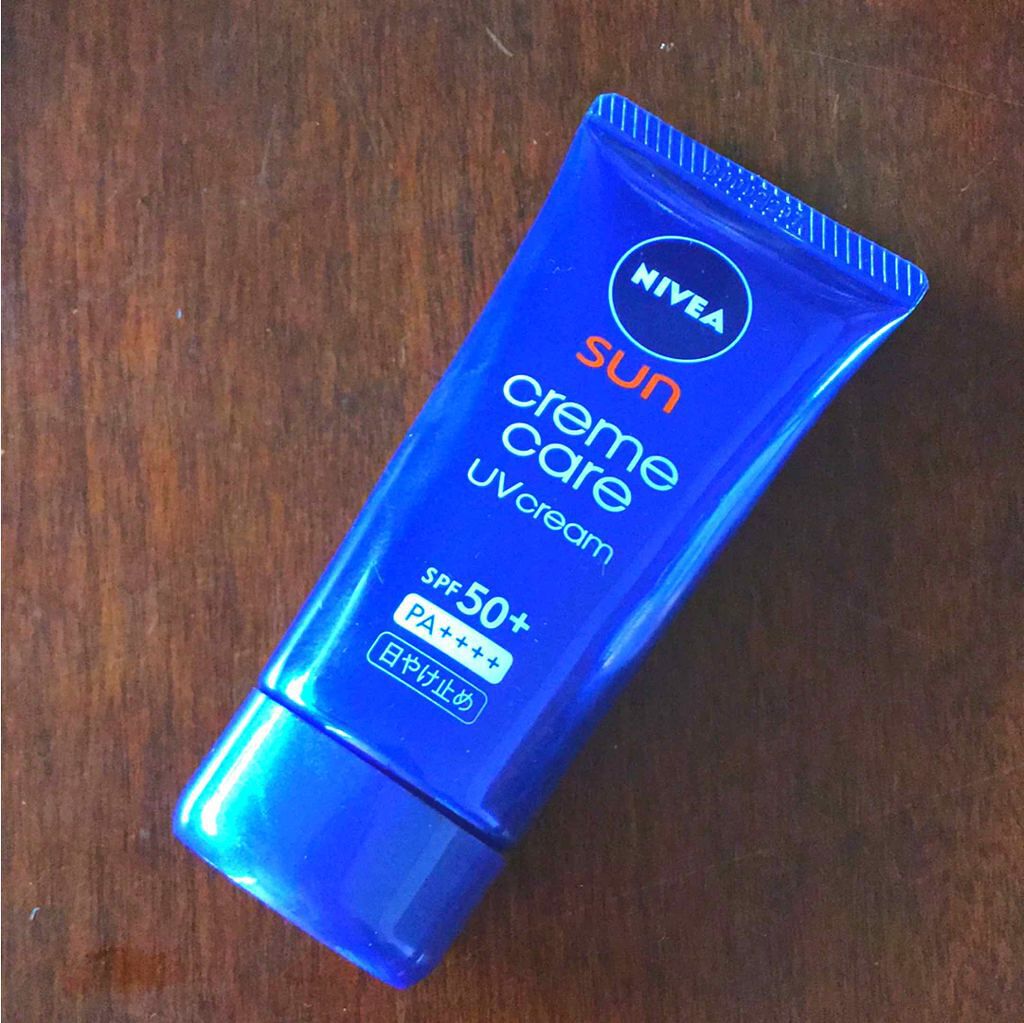 NIVEA
sun
creme
care
UV cream
SPF 50+
PA++++
日やけ止め